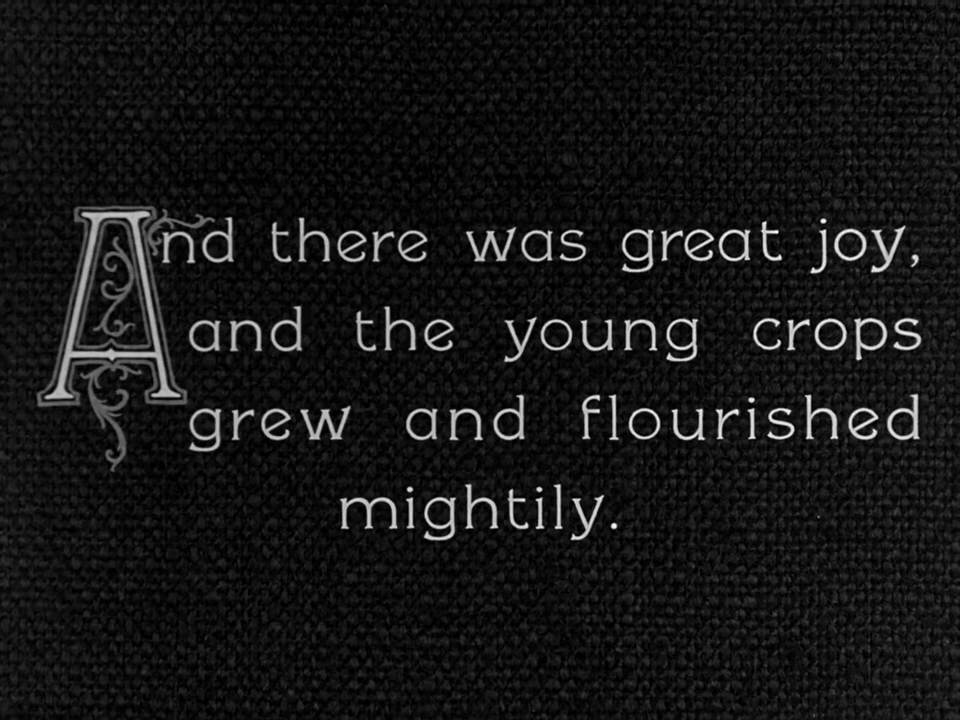 And there was great joy,
and the young crops
grew and flourished
mightily.